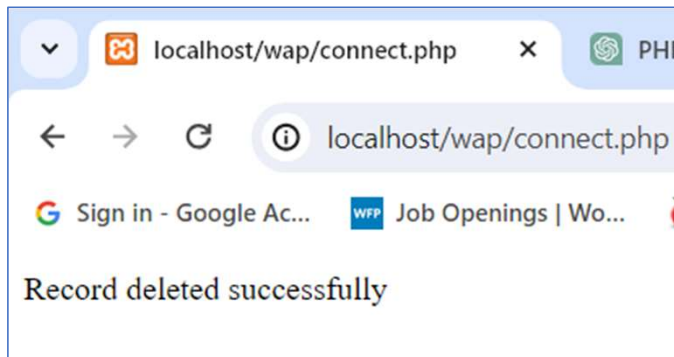 localhost/wap/connect.php
localhost/wap/connect.php
Sign in - Google Ac... WFP Job Openings | Wo...
Record deleted successfully